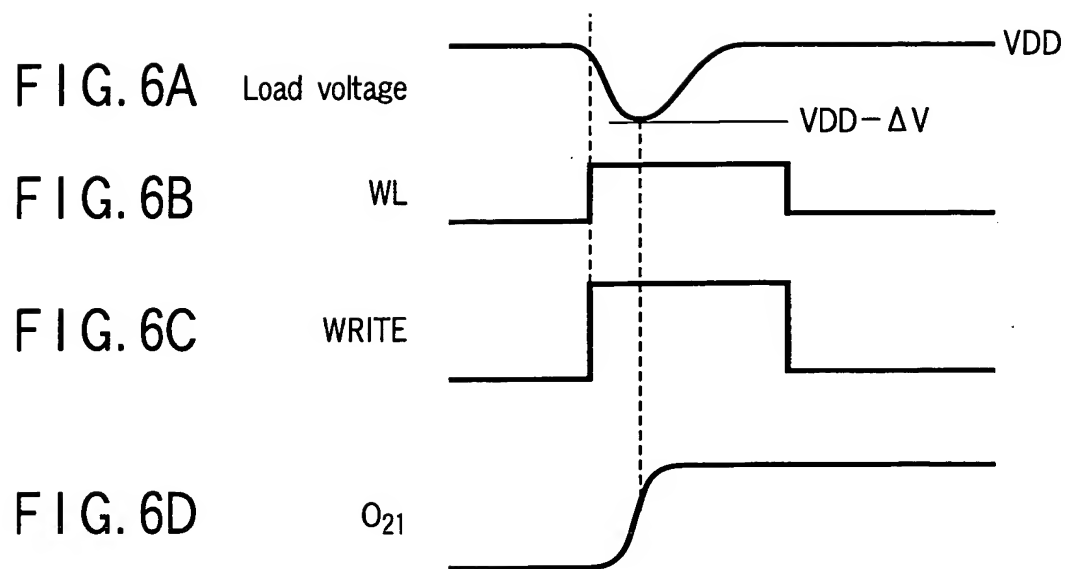 VDD
FIG. 6A Load voltage
VDD-ΔV
FIG. 6B WL
FIG. 6C WRITE
FIG. 6D O21